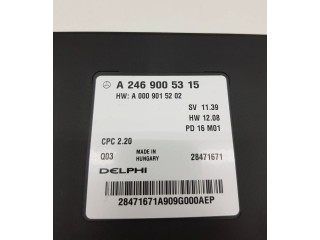 A 246 900 53 15
HW: A 000 901 52 02
SV 11.39
HW 12.08
PD 16 M01
CPC 2.20
Q03
MADE IN
HUNGARY
28471671
DELPHI
28471671A909G000AEP